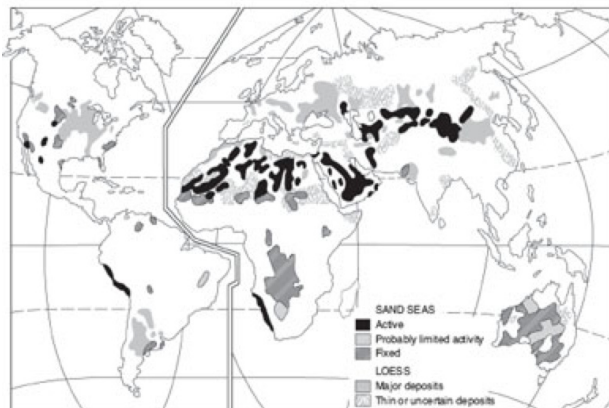 SAND SEAS
Active
Probably limited activity
Fixed
LOESS
Major deposits
Thin or uncertain deposits